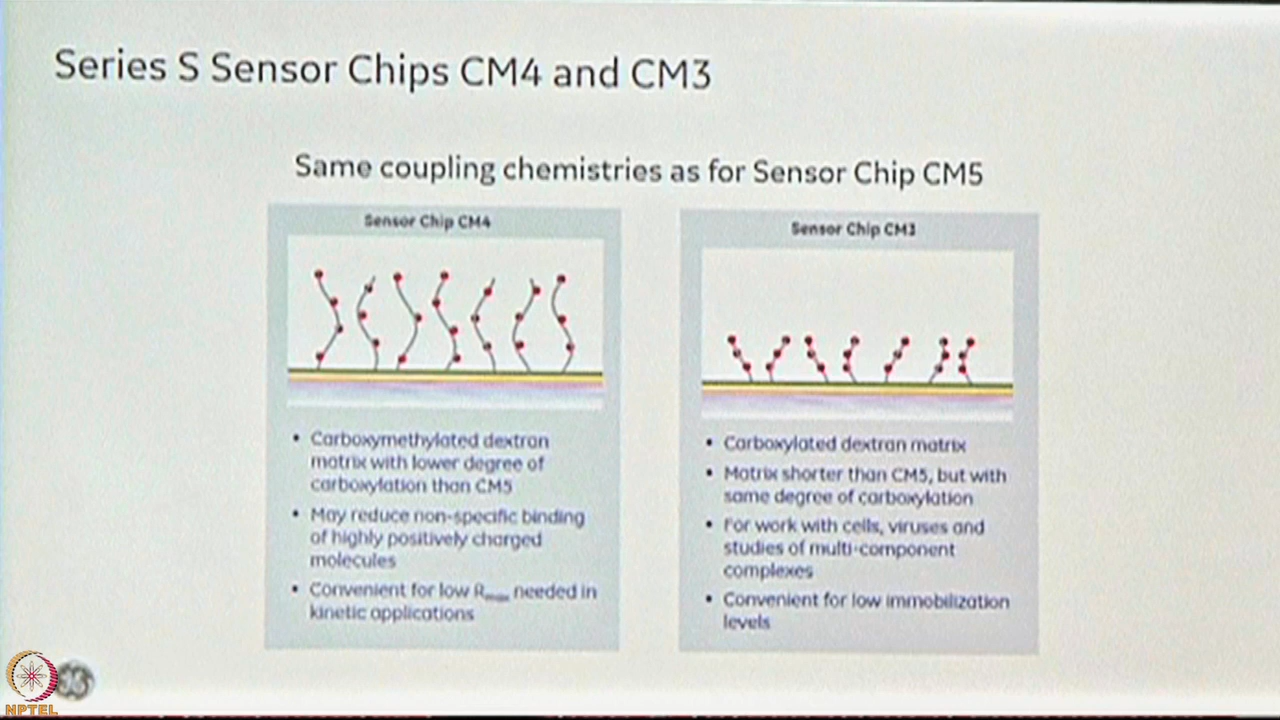 Series S Sensor Chips CM4 and CM3
Same coupling chemistries as for Sensor Chip CM5
Sensor Chip CM4
• Carboxymethylated dextran
matrix with lower degree of
carboxylation than CM5
• May reduce non-specific binding
of highly positively charged
molecules
• Convenient for low Rmax needed in
kinetic applications
Sensor Chip CM3
• Carboxylated dextran matrix
• Matrix shorter than CM5, but with
same degree of carboxylation
• For work with cells, viruses and
studies of multi-component
complexes
• Convenient for low immobilization
levels
NPTEL